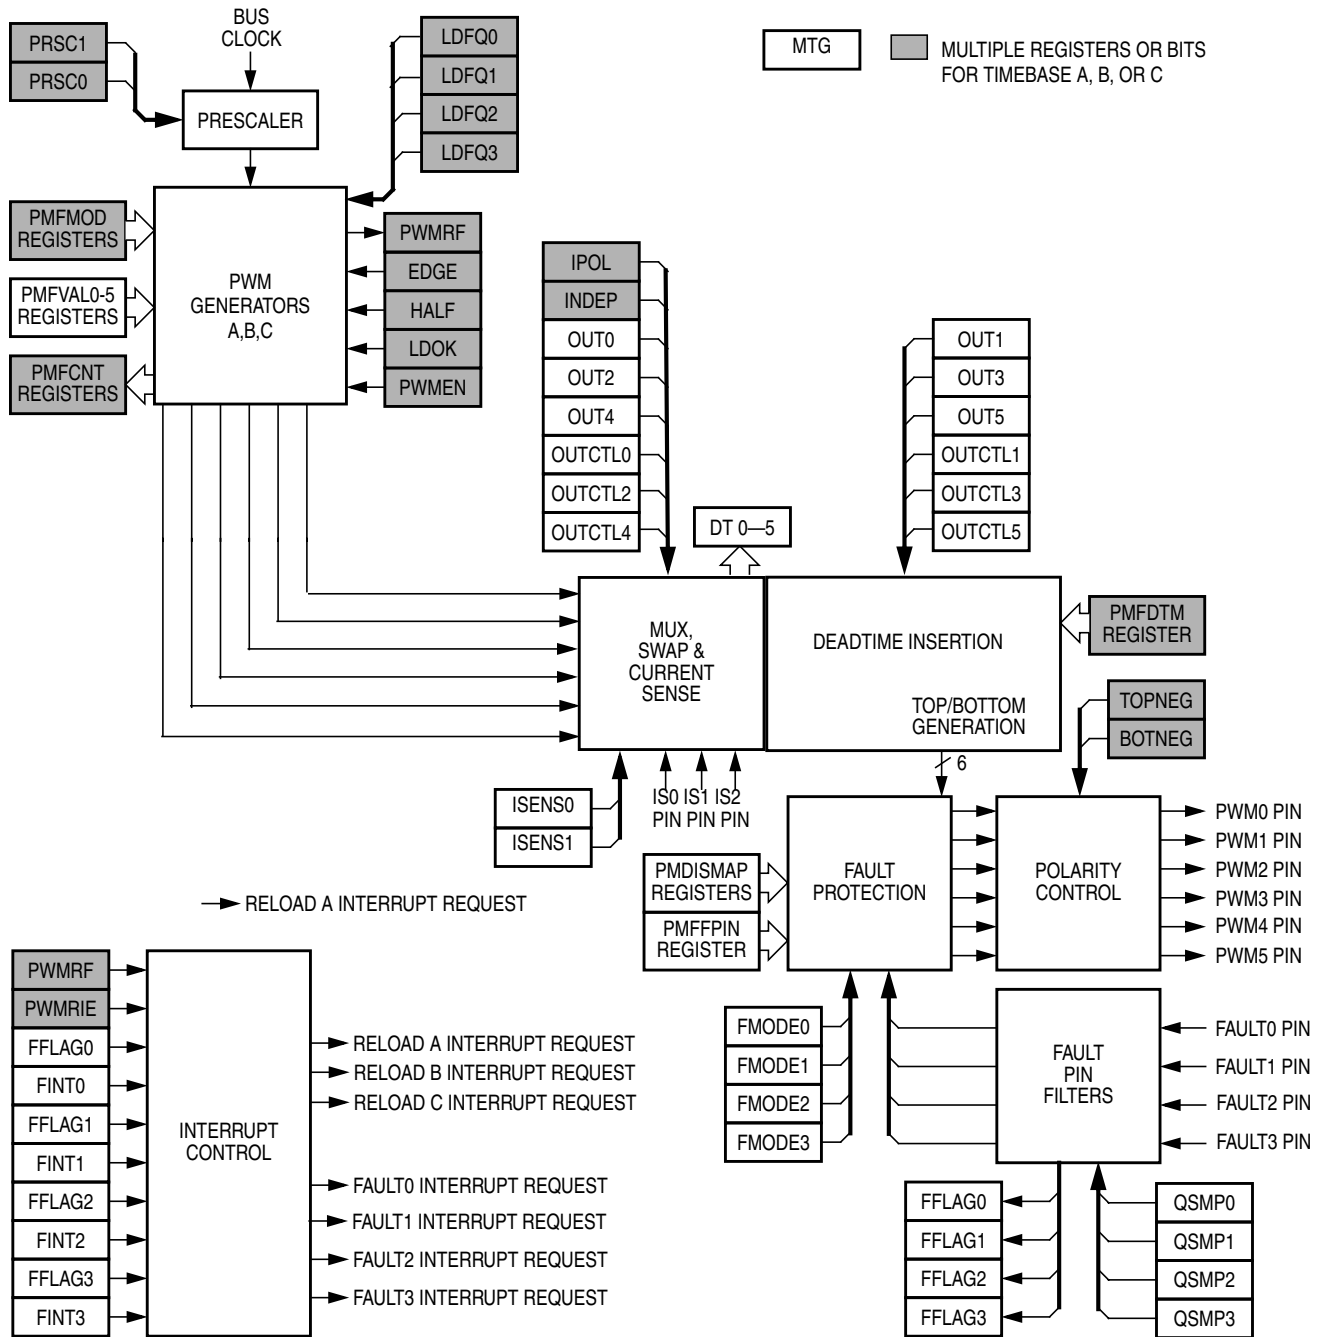 PRSC1
PRSC0
BUS
CLOCK
PRESCALER
LDFQ0
LDFQ1
LDFQ2
LDFQ3
MTG
MULTIPLE REGISTERS OR BITS
FOR TIMEBASE A, B, OR C
PMFMOD
REGISTERS
PMFVAL0-5
REGISTERS
PMFCNT
REGISTERS
PWM
GENERATORS
A,B,C
PWMRF
EDGE
HALF
LDOK
PWMEN
IPOL
INDEP
OUT0
OUT2
OUT4
OUTCTL0
OUTCTL2
OUTCTL4
DT 0—5
OUT1
OUT3
OUT5
OUTCTL1
OUTCTL3
OUTCTL5
MUX,
SWAP &
CURRENT
SENSE
DEADTIME INSERTION
TOP/BOTTOM
GENERATION
PMFDTM
REGISTER
TOPNEG
BOTNEG
6
ISENS0
ISENS1
IS0 IS1 IS2
PIN PIN PIN
PMDISMAP
REGISTERS
PMFFPIN
REGISTER
FAULT
PROTECTION
POLARITY
CONTROL
PWM0 PIN
PWM1 PIN
PWM2 PIN
PWM3 PIN
PWM4 PIN
PWM5 PIN
RELOAD A INTERRUPT REQUEST
PWMRF
PWMRIE
FFLAG0
FINT0
FFLAG1
FINT1
FFLAG2
FINT2
FFLAG3
FINT3
INTERRUPT
CONTROL
RELOAD A INTERRUPT REQUEST
RELOAD B INTERRUPT REQUEST
RELOAD C INTERRUPT REQUEST
FAULT0 INTERRUPT REQUEST
FAULT1 INTERRUPT REQUEST
FAULT2 INTERRUPT REQUEST
FAULT3 INTERRUPT REQUEST
FMODE0
FMODE1
FMODE2
FMODE3
FAULT
PIN
FILTERS
FAULT0 PIN
FAULT1 PIN
FAULT2 PIN
FAULT3 PIN
FFLAG0
FFLAG1
FFLAG2
FFLAG3
QSMP0
QSMP1
QSMP2
QSMP3